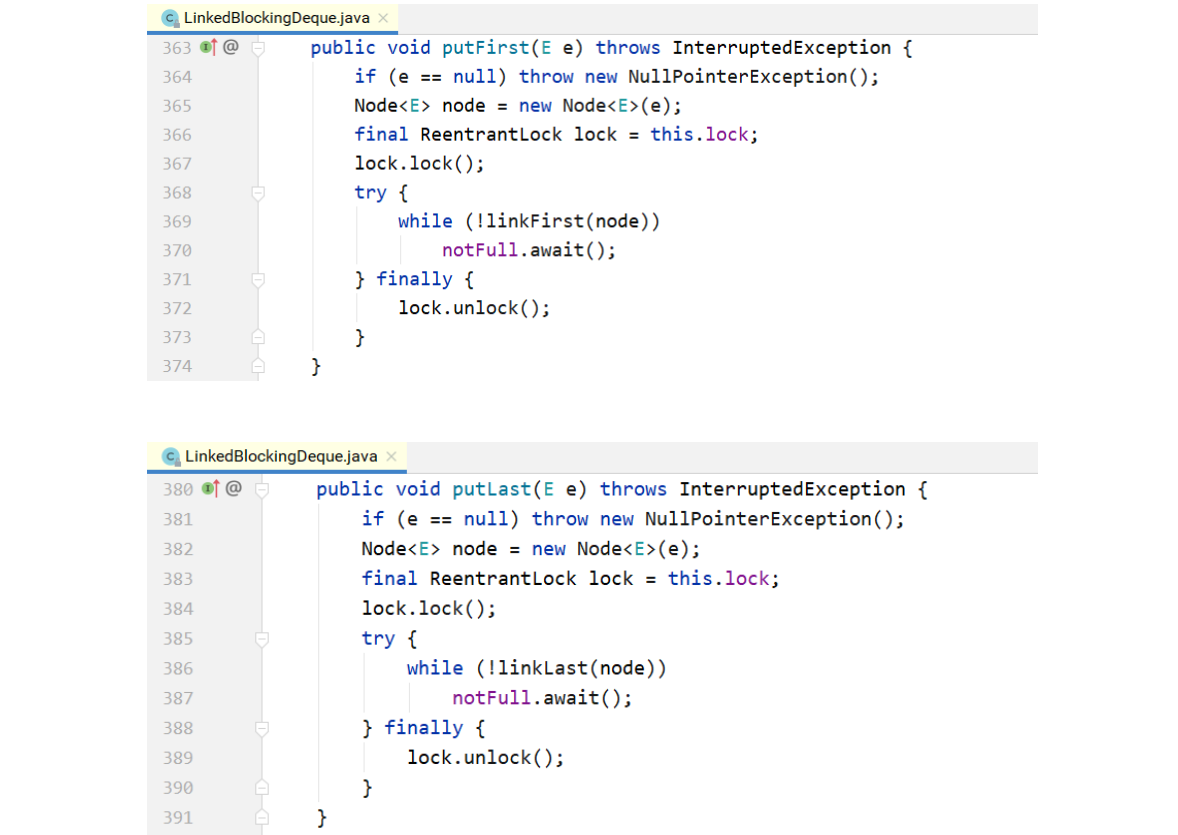 LinkedBlockingDeque.java
363 @ public void putFirst(E e) throws InterruptedException {
364 if (e == null) throw new NullPointerException();
365 Node<E> node = new Node<E>(e);
366 final ReentrantLock lock = this.lock;
367 lock.lock();
368 try {
369 while (!linkFirst(node))
370 notFull.await();
371 } finally {
372 lock.unlock();
373 }
374 }
LinkedBlockingDeque.java
380 @ public void putLast(E e) throws InterruptedException {
381 if (e == null) throw new NullPointerException();
382 Node<E> node = new Node<E>(e);
383 final ReentrantLock lock = this.lock;
384 lock.lock();
385 try {
386 while (!linkLast(node))
387 notFull.await();
388 } finally {
389 lock.unlock();
390 }
391 }